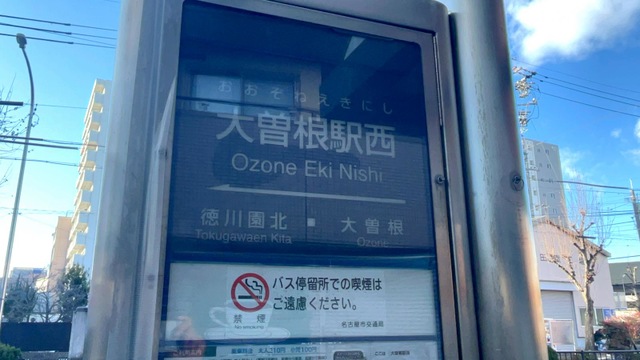 おおぞねえきにし
大曽根駅西
Ozone Eki Nishi
徳川園北 大曽根
Tokugawaen Kita Ozone
バス停留所での喫煙は
ご遠慮ください。
禁煙
No smoking
名古屋市交通局